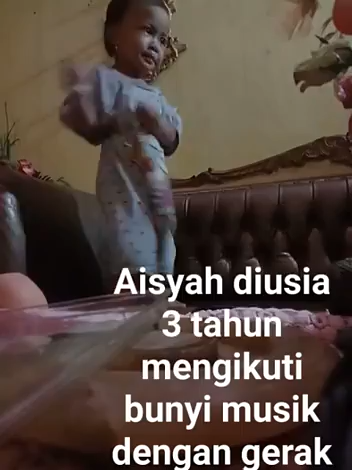 Aisyah diusia
3 tahun
mengikuti
bunyi musik
dengan gerak